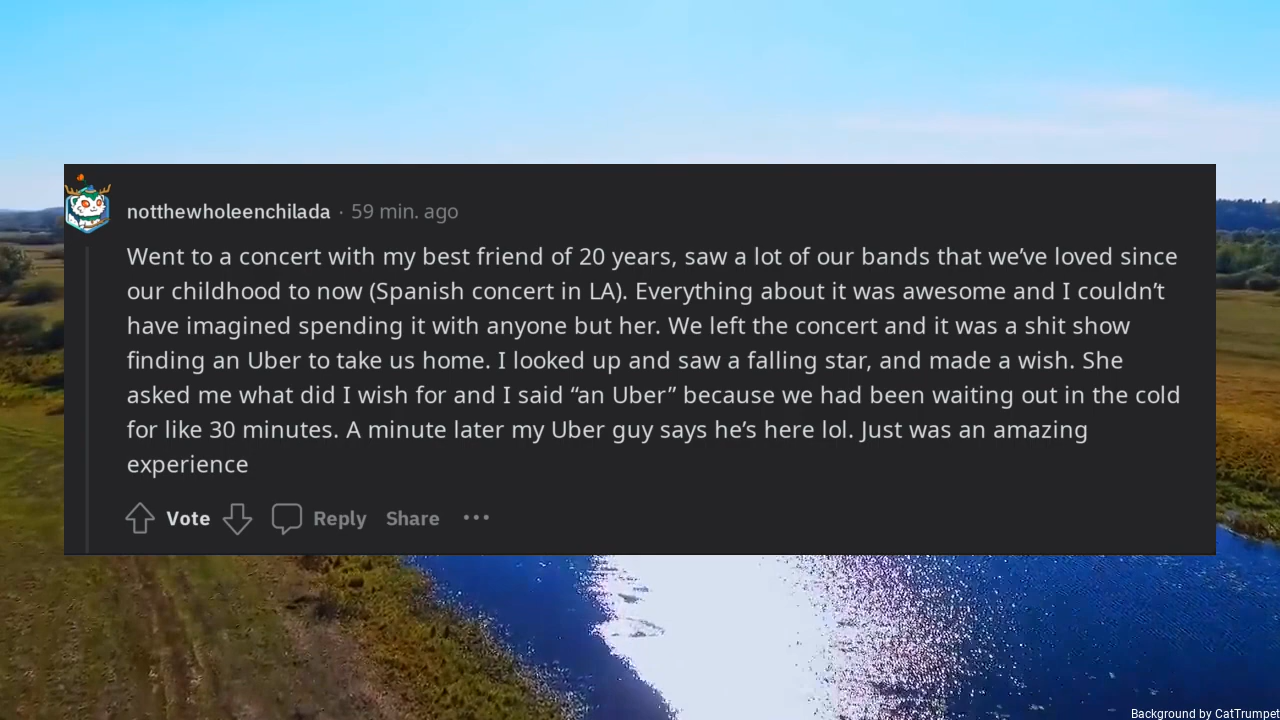 notthewholeenchilada · 59 min. ago
Went to a concert with my best friend of 20 years, saw a lot of our bands that we’ve loved since
our childhood to now (Spanish concert in LA). Everything about it was awesome and I couldn’t
have imagined spending it with anyone but her. We left the concert and it was a shit show
finding an Uber to take us home. I looked up and saw a falling star, and made a wish. She
asked me what did I wish for and I said “an Uber” because we had been waiting out in the cold
for like 30 minutes. A minute later my Uber guy says he’s here lol. Just was an amazing
experience
Vote Reply Share
Background by CatTrumpet